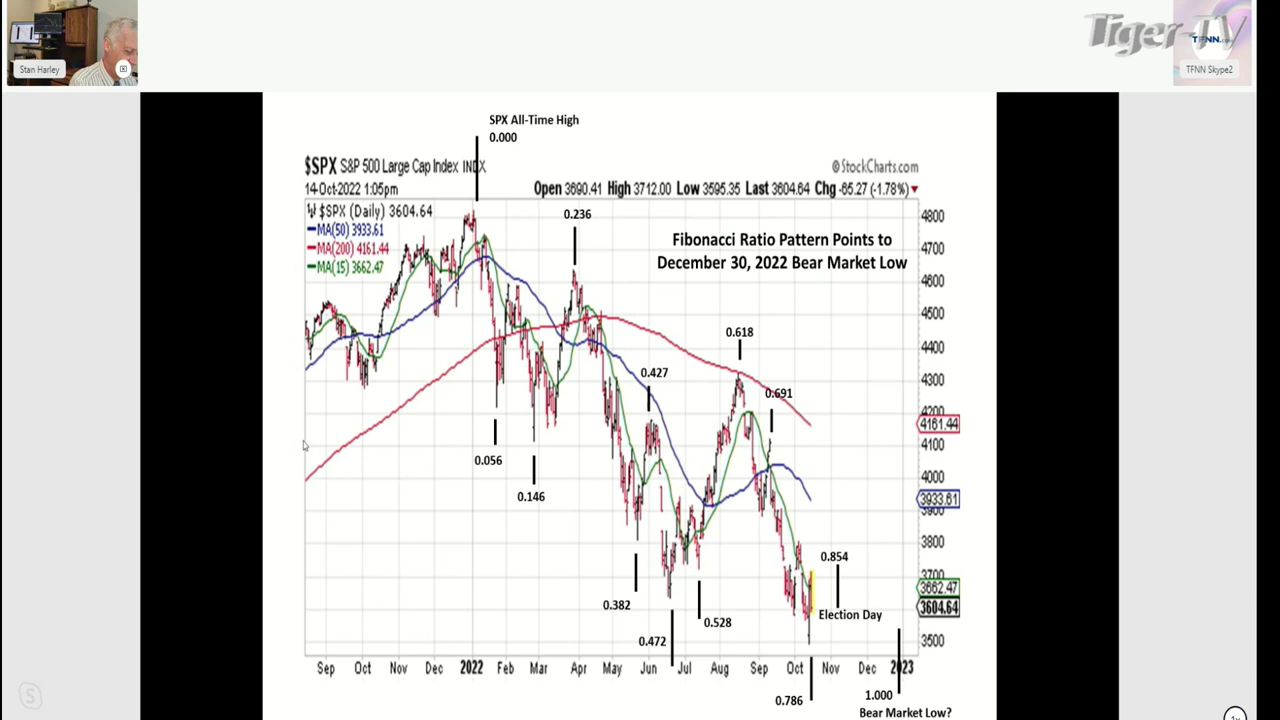 Stan Harley
Tiger-TV
TFNN
TFNN Skype2
SPX All-Time High
0.000
$SPX S&P 500 Large Cap Index INDX
©StockCharts.com
14-Oct-2022 1:05pm
Open 3690.41 High 3712.00 Low 3595.35 Last 3604.64 Chg -65.27 (-1.78%)
$SPX (Daily) 3604.64
MA(50) 3933.61
MA(200) 4161.44
MA(15) 3662.47
Fibonacci Ratio Pattern Points to
December 30, 2022 Bear Market Low
0.236
0.618
0.427
0.691
0.056
0.146
0.854
0.382
Election Day
0.528
0.472
4800
4700
4600
4500
4400
4300
4200
4161.44
4100
4000
3933.61
3900
3800
3700
3662.47
3604.64
3500
Sep Oct Nov Dec 2022 Feb Mar Apr May Jun Jul Aug Sep Oct Nov Dec 2023
0.786
1.000
Bear Market Low?
S
1x